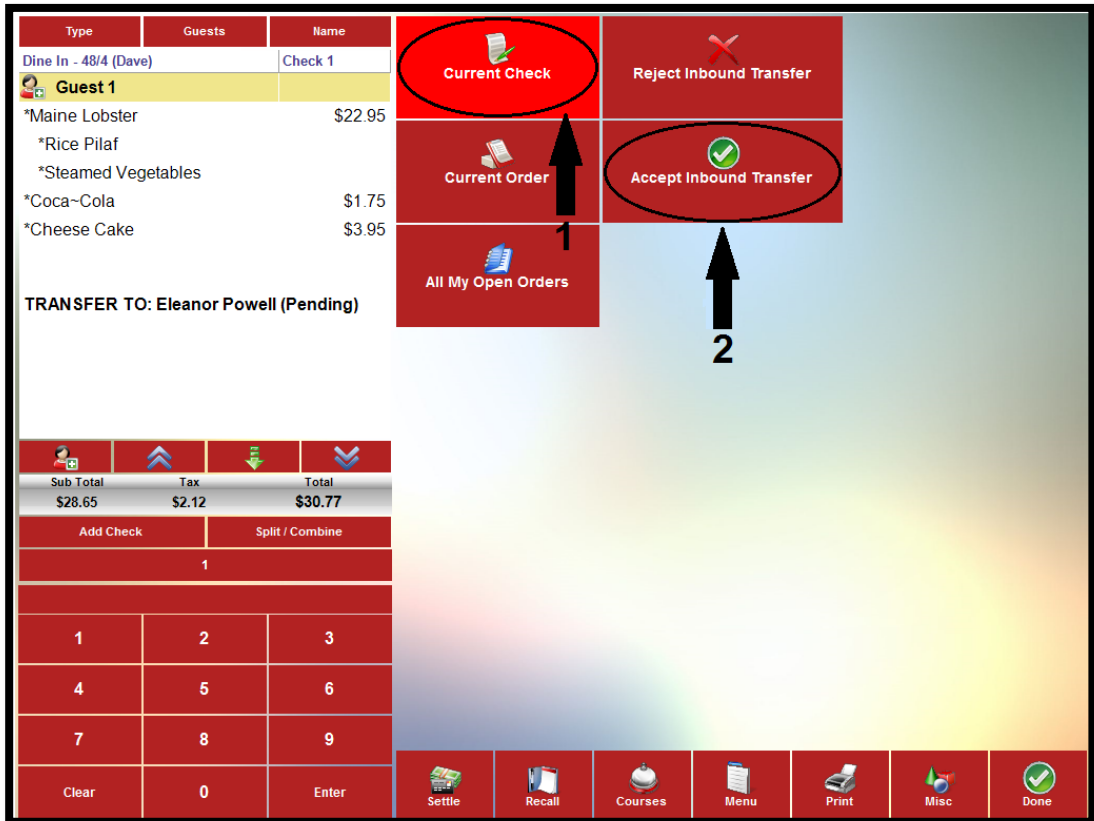 Type Guests Name
Dine In - 48/4 (Dave) Check 1
Guest 1
*Maine Lobster $22.95
*Rice Pilaf
*Steamed Vegetables
*Coca~Cola $1.75
*Cheese Cake $3.95
TRANSFER TO: Eleanor Powell (Pending)
Sub Total Tax Total
$28.65 $2.12 $30.77
Add Check Split / Combine
1
1 2 3
4 5 6
7 8 9
Clear 0 Enter
Current Check Reject Inbound Transfer
Current Order Accept Inbound Transfer
1
All My Open Orders
2
Settle Recall Courses Menu Print Misc Done